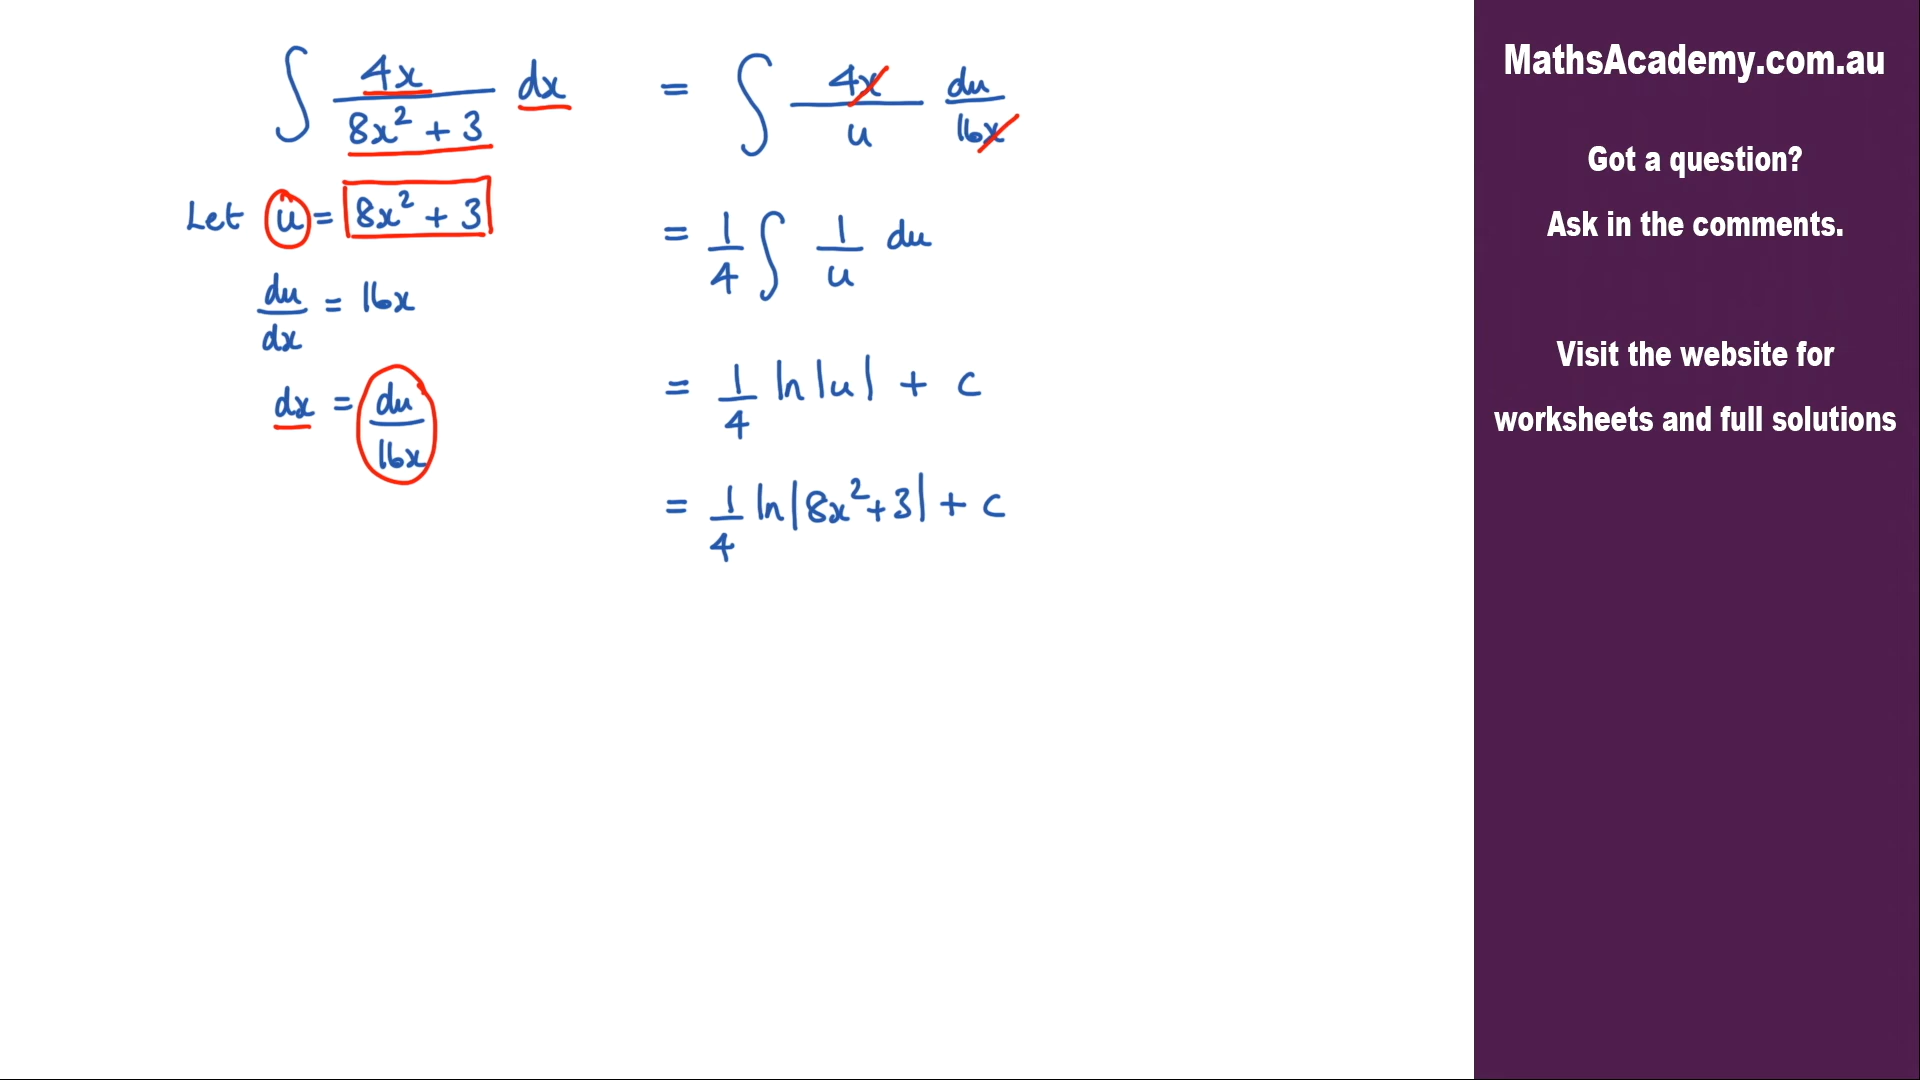 ∫ 4x / (8x² + 3) dx = ∫ 4x / u du / 16x
Let u = 8x² + 3
du/dx = 16x
dx = du / 16x
= 1/4 ∫ 1/u du
= 1/4 ln|u| + c
= 1/4 ln|8x²+3| + c
MathsAcademy.com.au
Got a question?
Ask in the comments.
Visit the website for
worksheets and full solutions